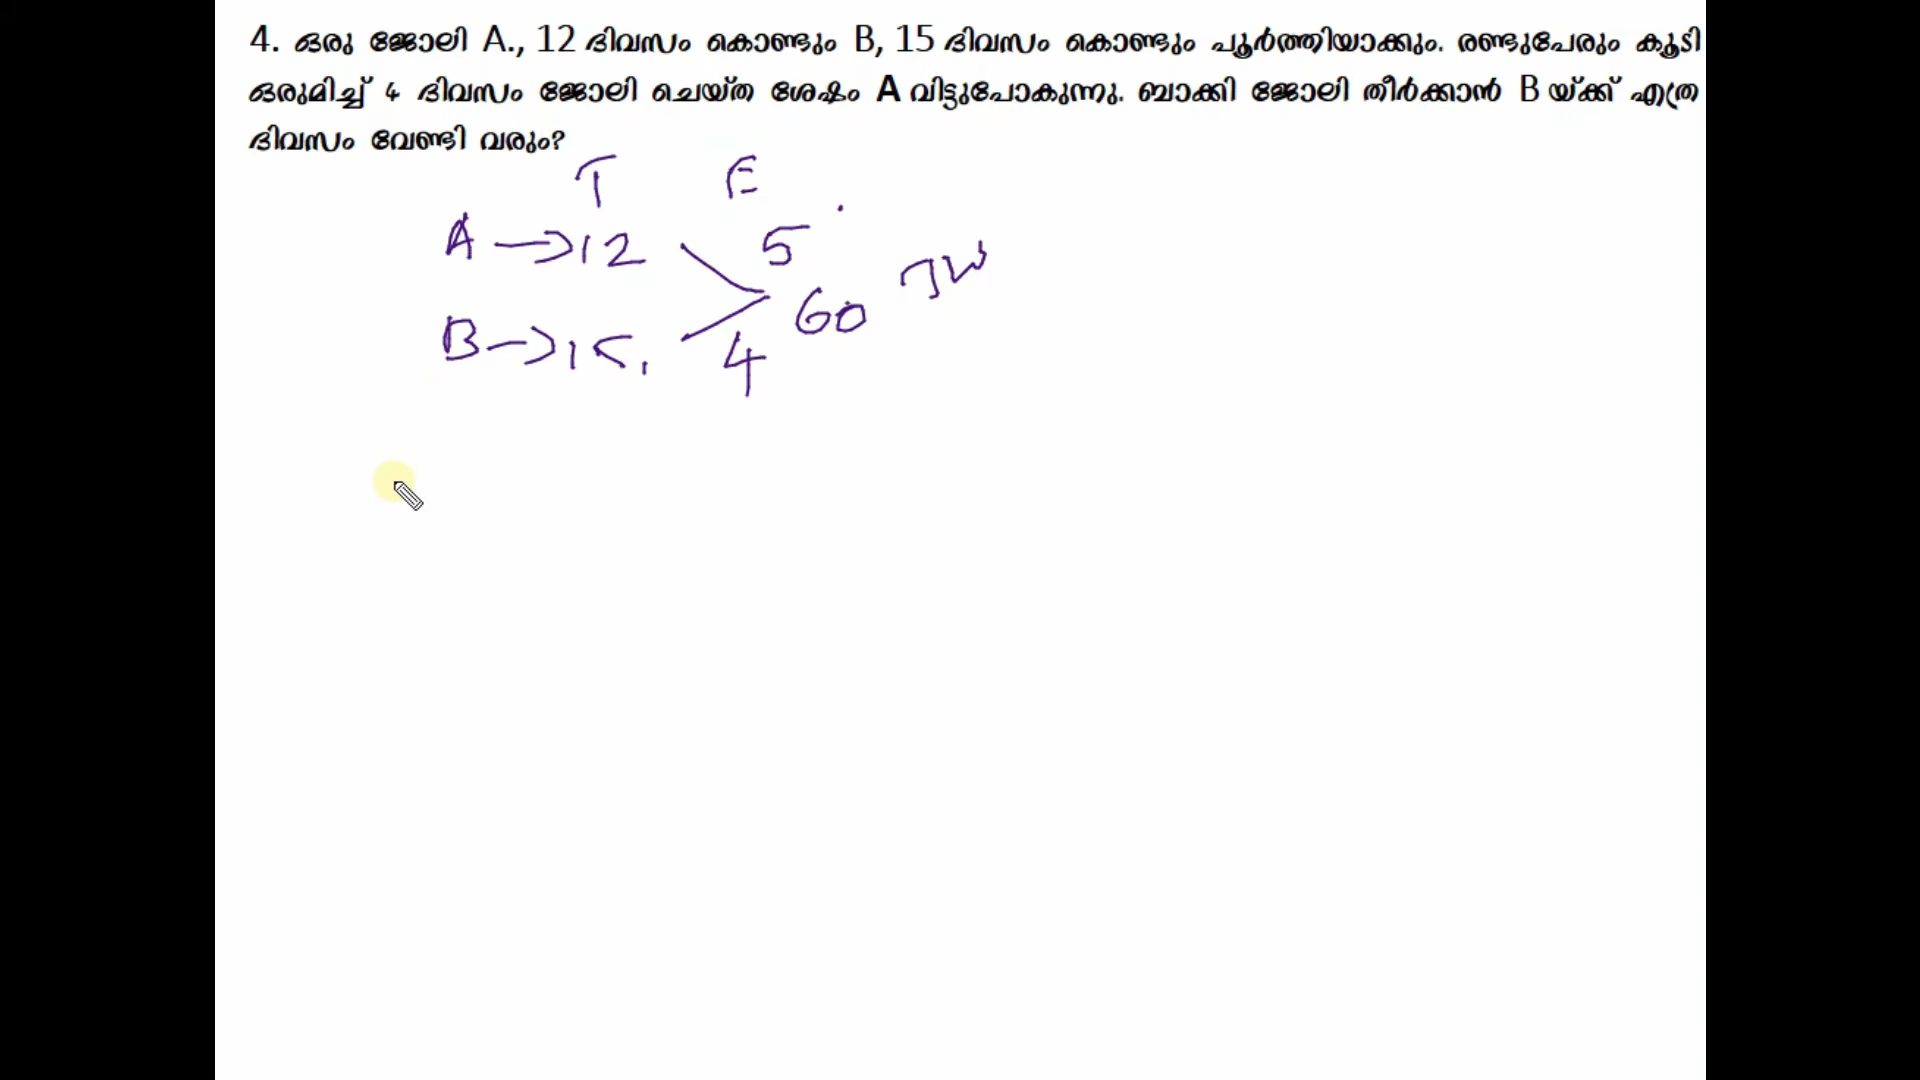 4. ഒരു ജോലി A., 12 ദിവസം കൊണ്ടും B, 15 ദിവസം കൊണ്ടും പൂർത്തിയാക്കും. രണ്ടുപേരും കൂടി
ഒരുമിച്ച് 4 ദിവസം ജോലി ചെയ്ത ശേഷം A വിട്ടുപോകുന്നു. ബാക്കി ജോലി തീർക്കാൻ B യ്ക്ക് എത്ര
ദിവസം വേണ്ടി വരും?
T E
A → 12 5
60 TW
B → 15, 4